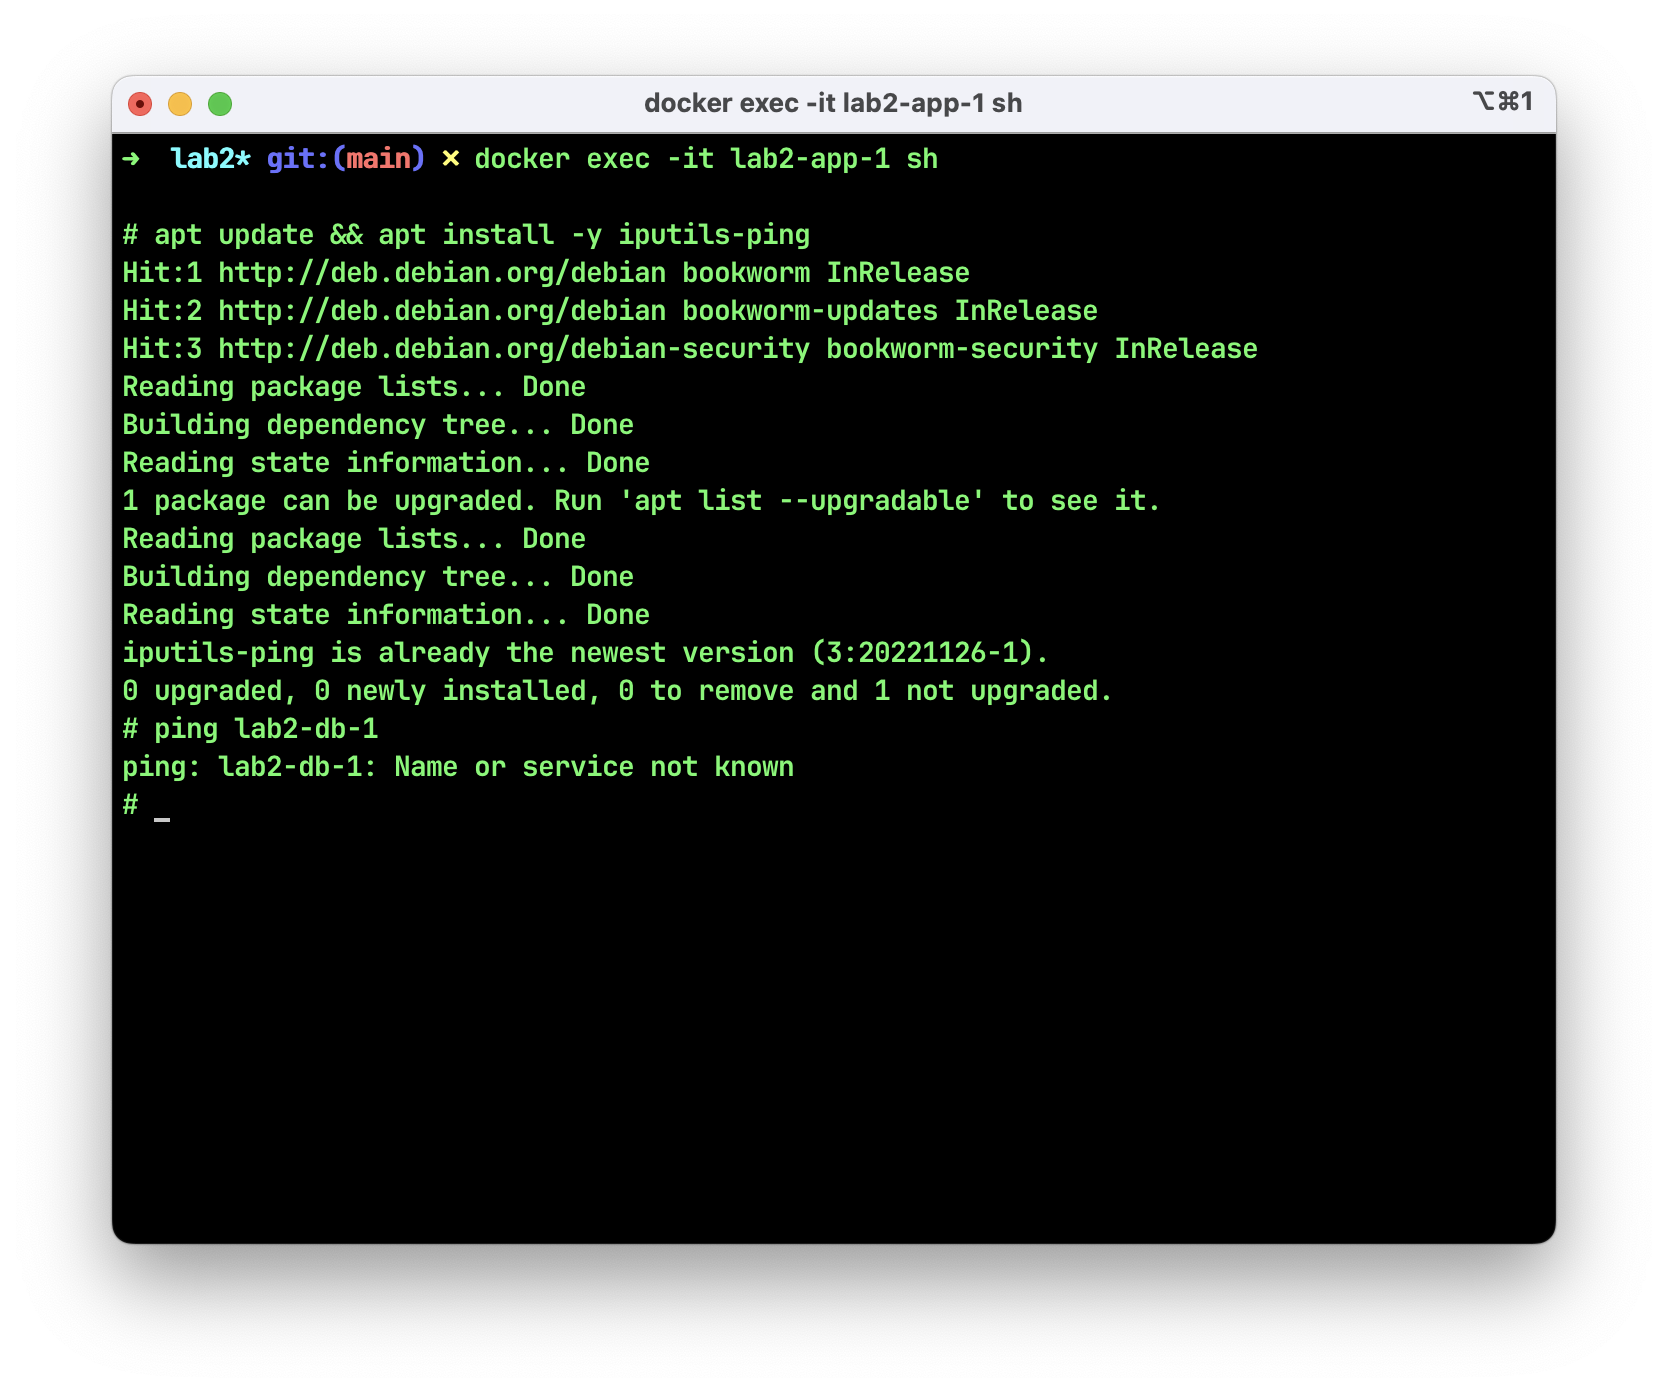 docker exec -it lab2-app-1 sh ⌥⌘1
➜ lab2* git:(main) ✗ docker exec -it lab2-app-1 sh
# apt update && apt install -y iputils-ping
Hit:1 http://deb.debian.org/debian bookworm InRelease
Hit:2 http://deb.debian.org/debian bookworm-updates InRelease
Hit:3 http://deb.debian.org/debian-security bookworm-security InRelease
Reading package lists... Done
Building dependency tree... Done
Reading state information... Done
1 package can be upgraded. Run 'apt list --upgradable' to see it.
Reading package lists... Done
Building dependency tree... Done
Reading state information... Done
iputils-ping is already the newest version (3:20221126-1).
0 upgraded, 0 newly installed, 0 to remove and 1 not upgraded.
# ping lab2-db-1
ping: lab2-db-1: Name or service not known
# _